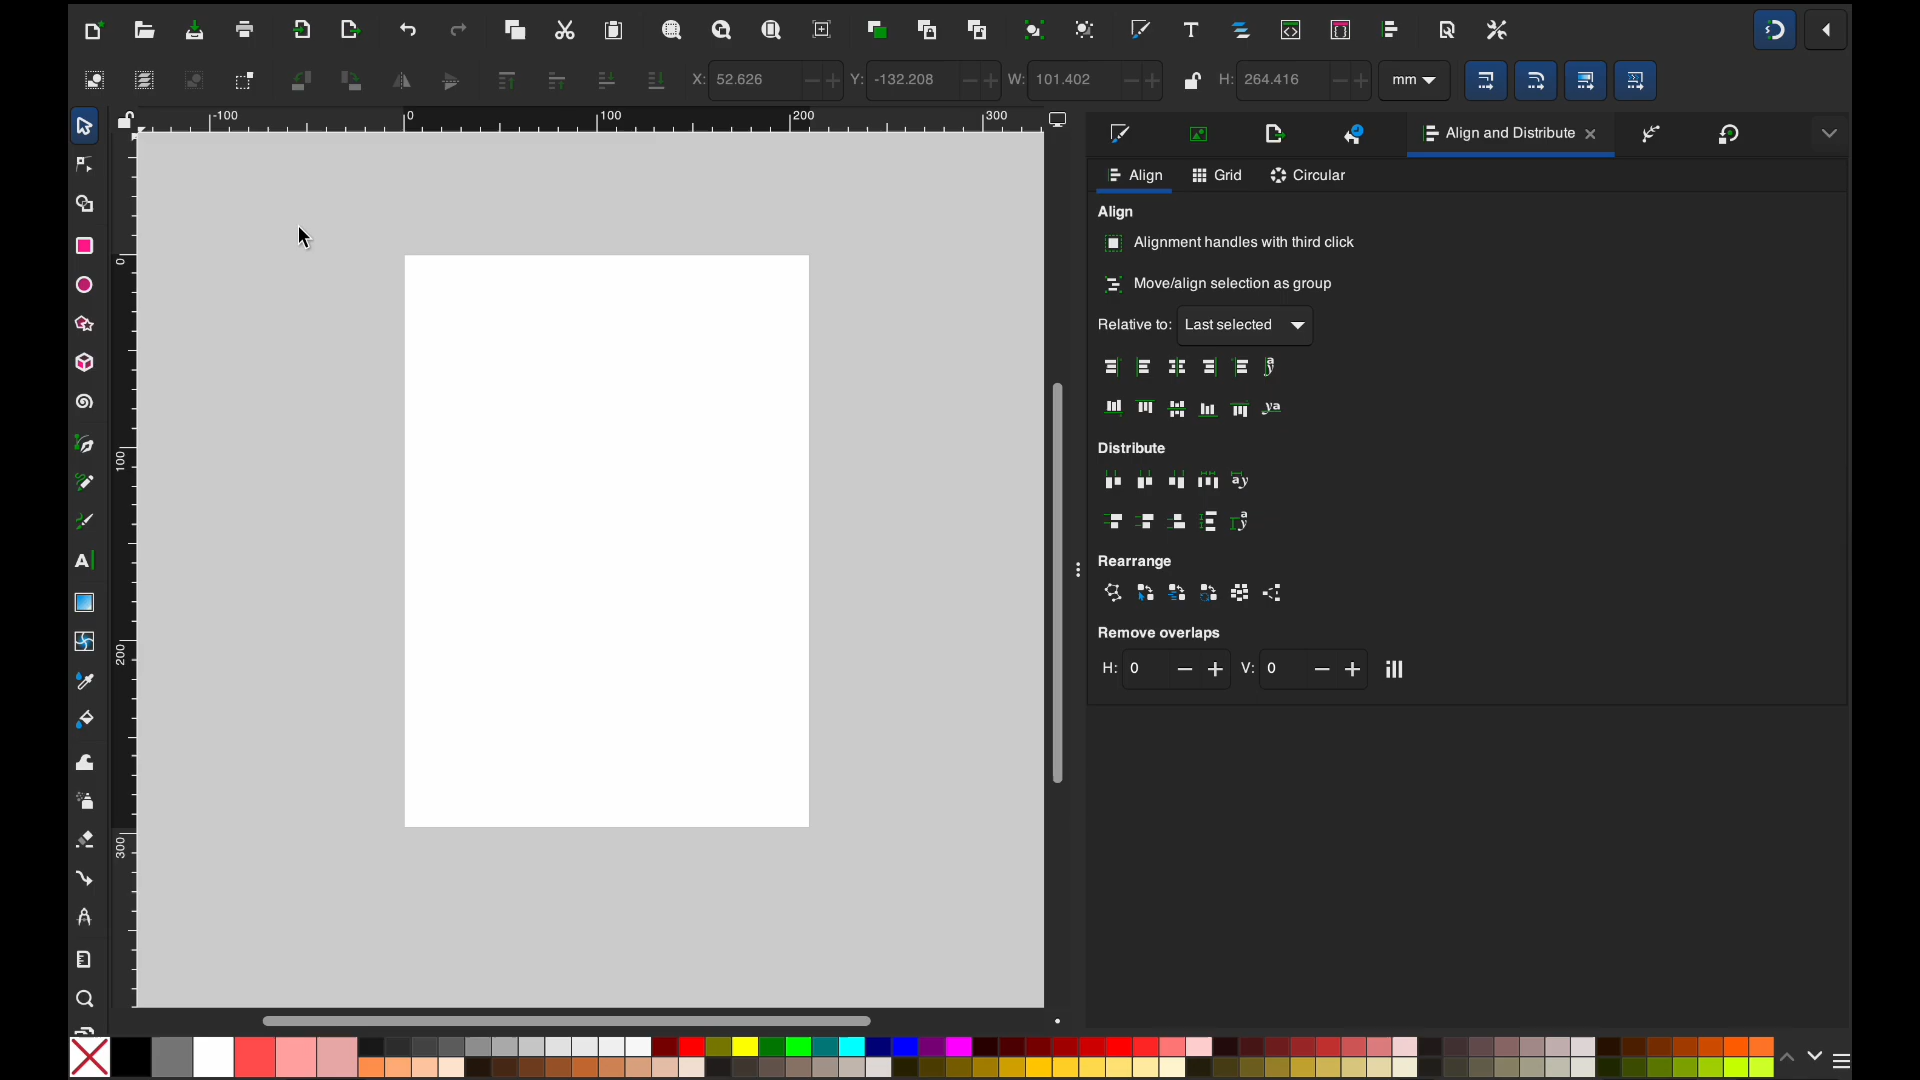 X: 52.626 Y: -132.208 W: 101.402 H: 264.416 mm
-100 0 100 200 300
Align and Distribute
Align Grid Circular
Align
Alignment handles with third click
Move/align selection as group
Relative to: Last selected
Distribute
Rearrange
Remove overlaps
H: 0 V: 0
0
100
200
300